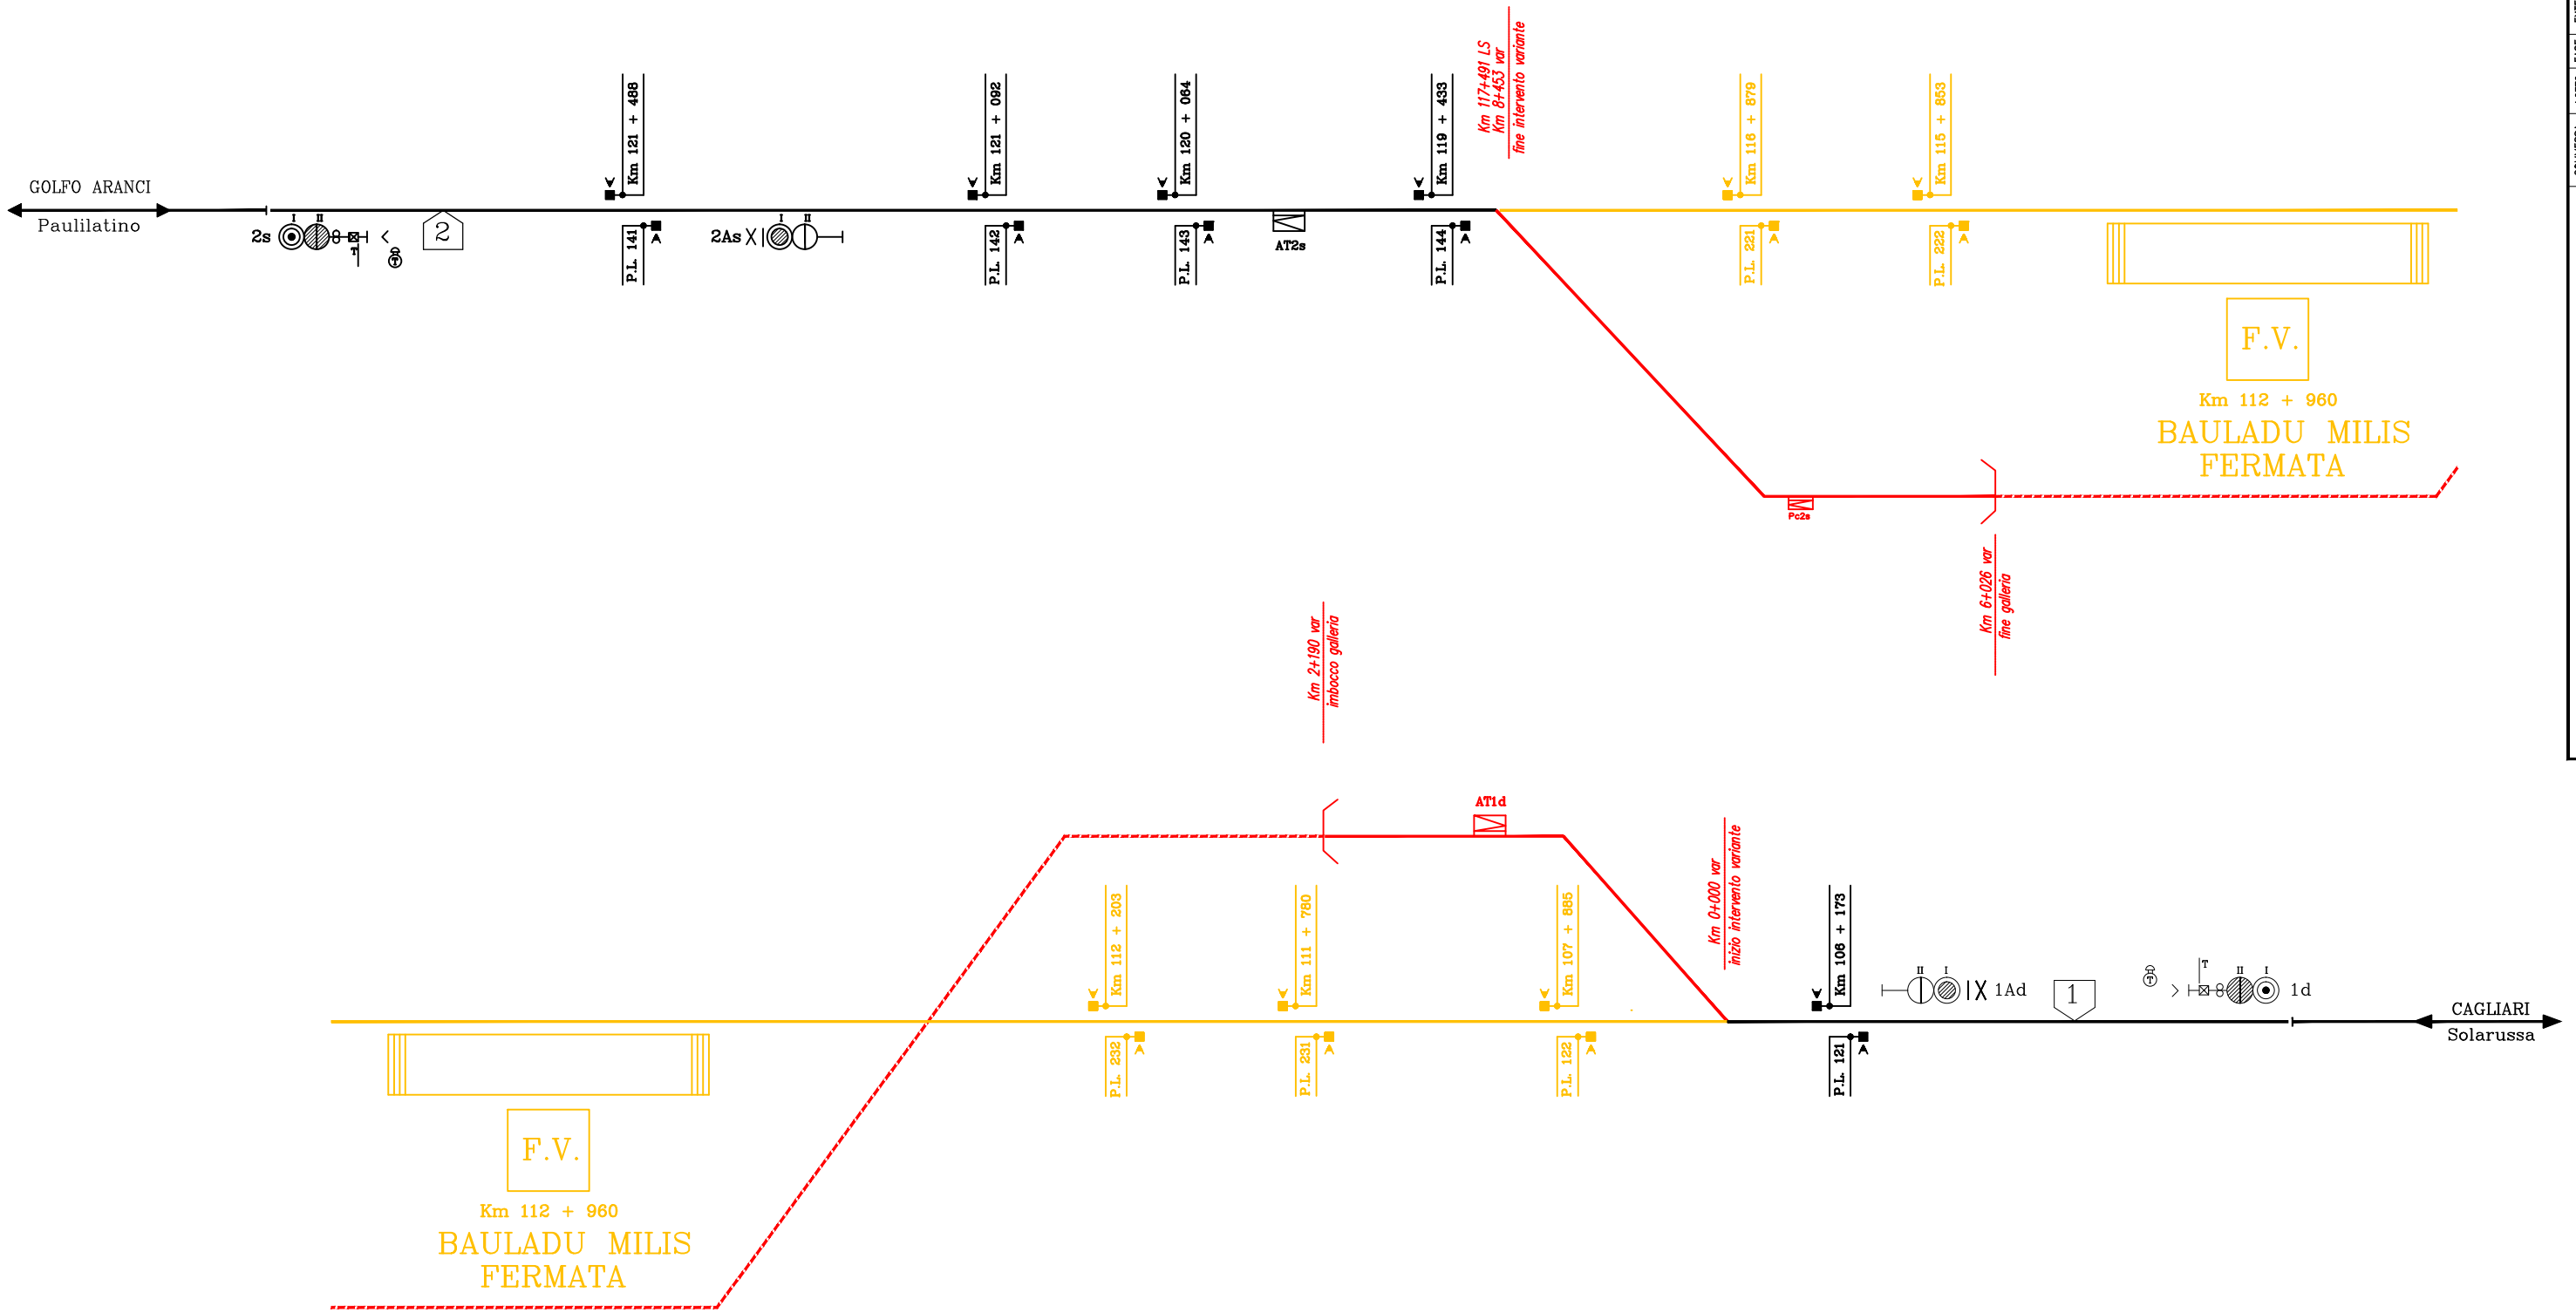 Km 117+491 LS
Km 8+453 var
fine intervento variante
Km 121 + 488
Km 121 + 092
Km 120 + 064
Km 119 + 433
Km 116 + 879
Km 115 + 853
GOLFO ARANCI
Paulilatino
2s
I II
T
T
2
P.L. 141
2As
I II
P.L. 142
P.L. 143
AT2s
P.L. 144
P.L. 221
P.L. 222
F.V.
Km 112 + 960
BAULADU MILIS
FERMATA
Pc2s
Km 6+026 var
fine galleria
Km 2+190 var
imbocco galleria
AT1d
Km 0+000 var
inizio intervento variante
Km 112 + 203
Km 111 + 780
Km 107 + 885
Km 106 + 173
II I
1Ad
1
T
T
II I
1d
CAGLIARI
Solarussa
P.L. 232
P.L. 231
P.L. 122
P.L. 121
F.V.
Km 112 + 960
BAULADU MILIS
FERMATA